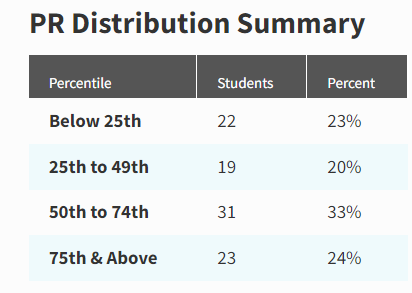 PR Distribution Summary
Percentile Students Percent
Below 25th 22 23%
25th to 49th 19 20%
50th to 74th 31 33%
75th & Above 23 24%